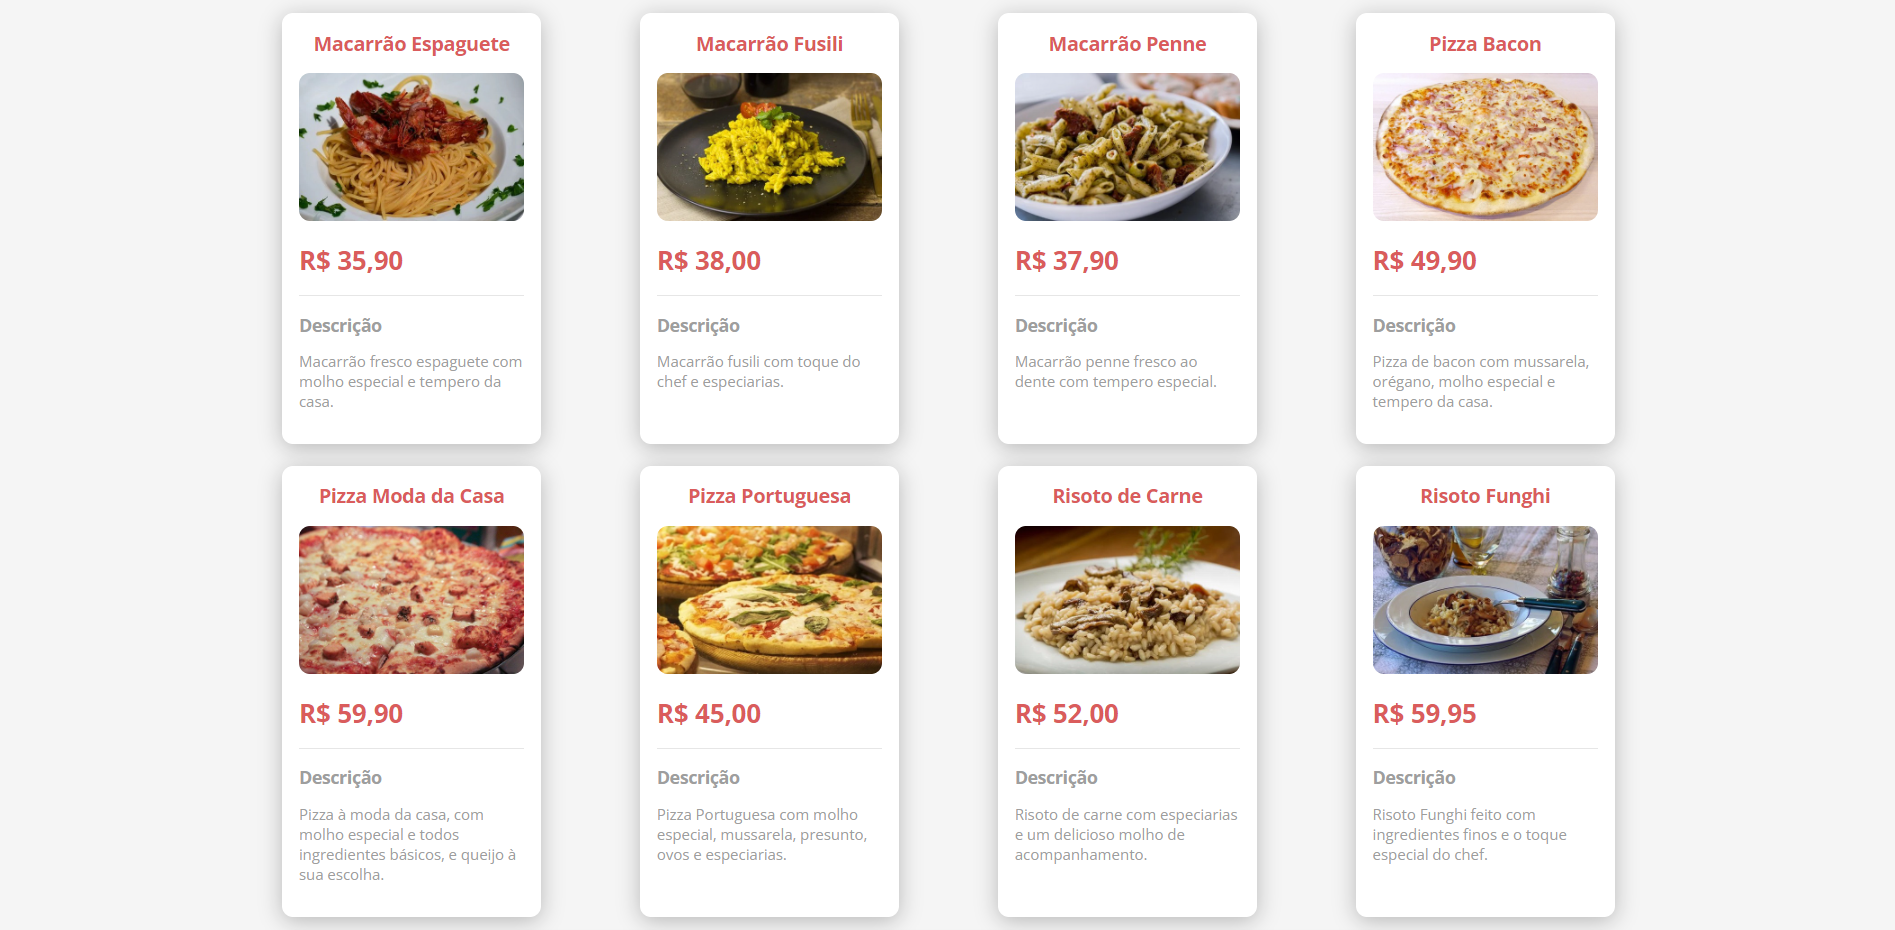 Macarrão Espaguete
R$ 35,90
Descrição
Macarrão fresco espaguete com
molho especial e tempero da
casa.
Macarrão Fusili
R$ 38,00
Descrição
Macarrão fusili com toque do
chef e especiarias.
Macarrão Penne
R$ 37,90
Descrição
Macarrão penne fresco ao
dente com tempero especial.
Pizza Bacon
R$ 49,90
Descrição
Pizza de bacon com mussarela,
orégano, molho especial e
tempero da casa.
Pizza Moda da Casa
R$ 59,90
Descrição
Pizza à moda da casa, com
molho especial e todos
ingredientes básicos, e queijo à
sua escolha.
Pizza Portuguesa
R$ 45,00
Descrição
Pizza Portuguesa com molho
especial, mussarela, presunto,
ovos e especiarias.
Risoto de Carne
R$ 52,00
Descrição
Risoto de carne com especiarias
e um delicioso molho de
acompanhamento.
Risoto Funghi
R$ 59,95
Descrição
Risoto Funghi feito com
ingredientes finos e o toque
especial do chef.